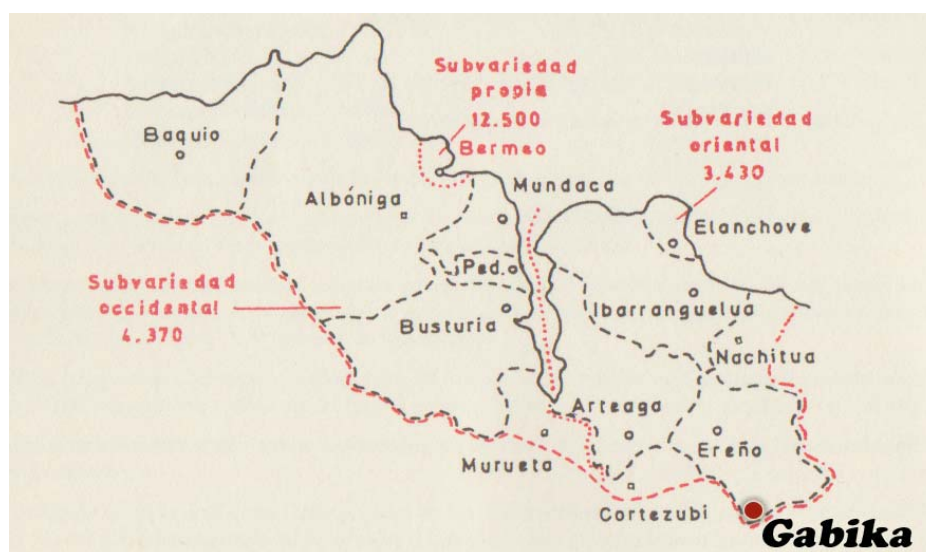 Subvariedad
propia
12.500
Bermeo
Subvariedad
oriental
3.430
Baquio
Albóniga
Mundaca
Elanchove
Ped.
Subvariedad
occidental
4.370
Busturia
Ibarranguelua
Nachitua
Arteaga
Ereño
Murueta
Cortezubi
Gabika